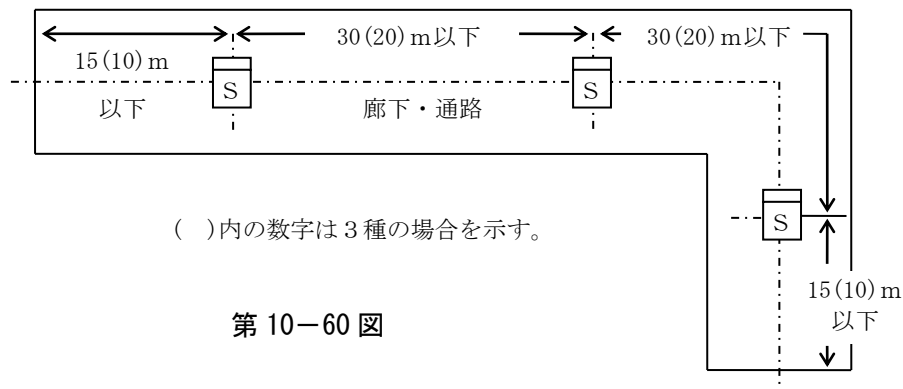 30(20)m以下
30(20)m以下
15(10)m
以下
S
S
廊下・通路
S
(　)内の数字は３種の場合を示す。
15(10)m
以下
第10－60図